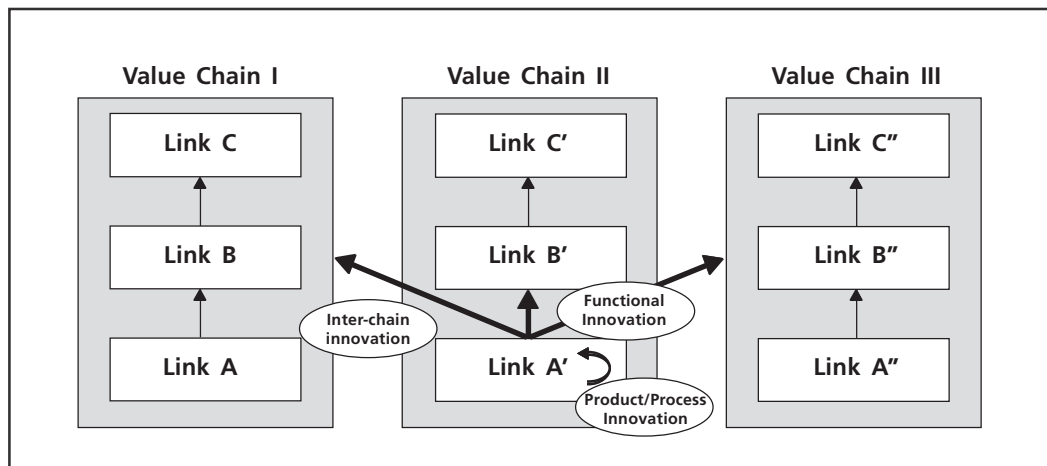 Value Chain I
Value Chain II
Value Chain III
Link C
Link C′
Link C″
Link B
Link B′
Link B″
Inter-chain
innovation
Functional
Innovation
Link A
Link A′
Link A″
Product/Process
Innovation